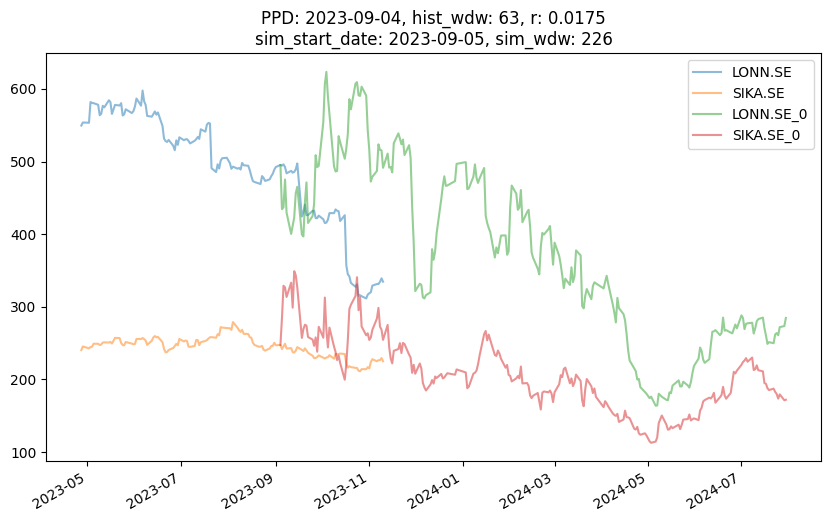 PPD: 2023-09-04, hist_wdw: 63, r: 0.0175
sim_start_date: 2023-09-05, sim_wdw: 226
LONN.SE
SIKA.SE
LONN.SE_0
SIKA.SE_0
600
500
400
300
200
100
2023-05
2023-07
2023-09
2023-11
2024-01
2024-03
2024-05
2024-07